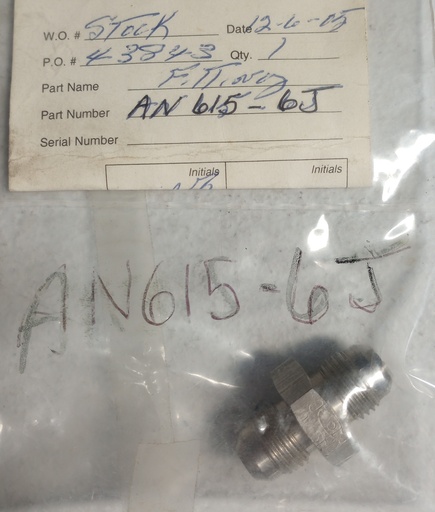 W.O. # Stock Date 12-6-05
P.O. # 43843 Qty. 1
Part Name Fitting
Part Number AN 615-6J
Serial Number
Initials Initials
AN615-6J